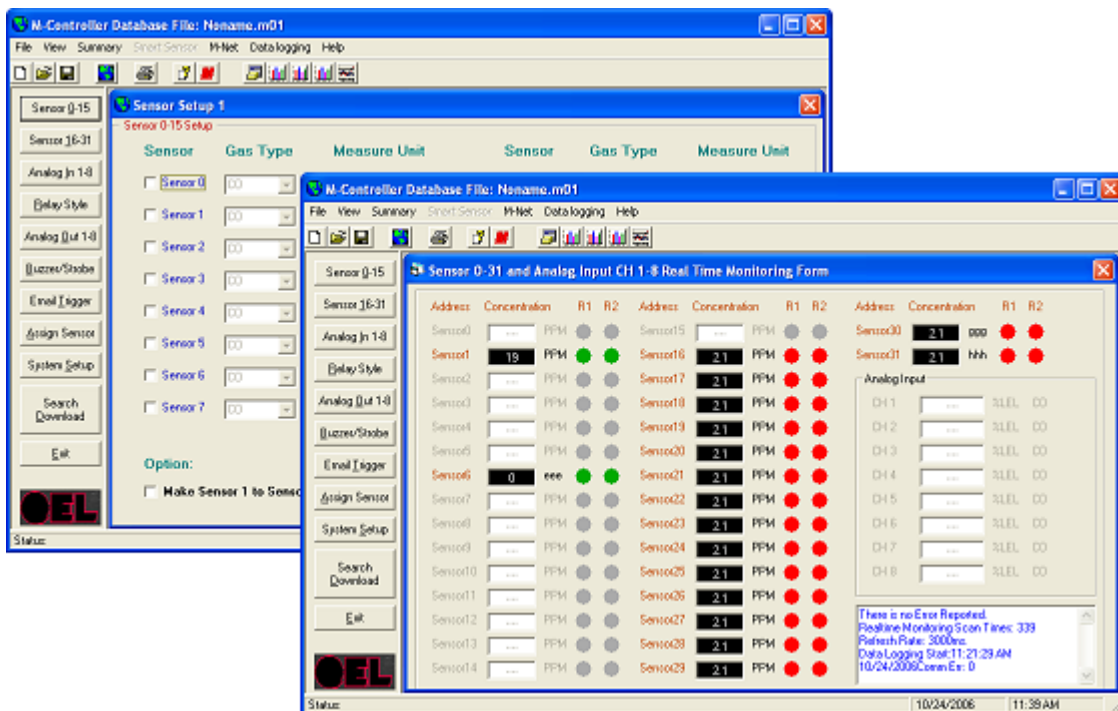 M-Controller Database File: Noname.m01
File View Summary Smart Sensor M-Net Data logging Help
Sensor 0-15
Sensor 16-31
Analog In 1-8
Relay Style
Analog Out 1-8
Buzzer/Strobe
Email Trigger
Assign Sensor
System Setup
Search Download
Exit
OEL
Status:
Sensor Setup 1
Sensor 0-15 Setup
Sensor Gas Type Measure Unit Sensor Gas Type Measure Unit
Sensor 0 CO
Sensor 1 CO
Sensor 2 CO
Sensor 3 CO
Sensor 4 CO
Sensor 5 CO
Sensor 6 CO
Sensor 7 CO
Option:
Make Sensor 1 to Senso
M-Controller Database File: Noname.m01
File View Summary Smart Sensor M-Net Data logging Help
Sensor 0-15
Sensor 16-31
Analog In 1-8
Relay Style
Analog Out 1-8
Buzzer/Strobe
Email Trigger
Assign Sensor
System Setup
Search Download
Exit
OEL
Sensor 0-31 and Analog Input CH 1-8 Real Time Monitoring Form
Address Concentration R1 R2 Address Concentration R1 R2 Address Concentration R1 R2
Sensor0 --- PPM Sensor15 --- PPM Sensor30 21 ggg
Sensor1 19 PPM Sensor16 21 PPM Sensor31 21 hhh
Sensor2 --- PPM Sensor17 21 PPM
Sensor3 --- PPM Sensor18 21 PPM
Sensor4 --- PPM Sensor19 21 PPM
Sensor5 --- PPM Sensor20 21 PPM
Sensor6 0 eee Sensor21 21 PPM
Sensor7 --- PPM Sensor22 21 PPM
Sensor8 --- PPM Sensor23 21 PPM
Sensor9 --- PPM Sensor24 21 PPM
Sensor10 --- PPM Sensor25 21 PPM
Sensor11 --- PPM Sensor26 21 PPM
Sensor12 --- PPM Sensor27 21 PPM
Sensor13 --- PPM Sensor28 21 PPM
Sensor14 --- PPM Sensor29 21 PPM
Analog Input
CH 1 --- %LEL CO
CH 2 --- %LEL CO
CH 3 --- %LEL CO
CH 4 --- %LEL CO
CH 5 --- %LEL CO
CH 6 --- %LEL CO
CH 7 --- %LEL CO
CH 8 --- %LEL CO
There is no Error Reported.
Realtime Monitoring Scan Times: 339
Refresh Rate: 3000ms.
Data Logging Start:11:21:29 AM
10/24/2006Comm Err: 0
Status: 10/24/2006 11:39 AM